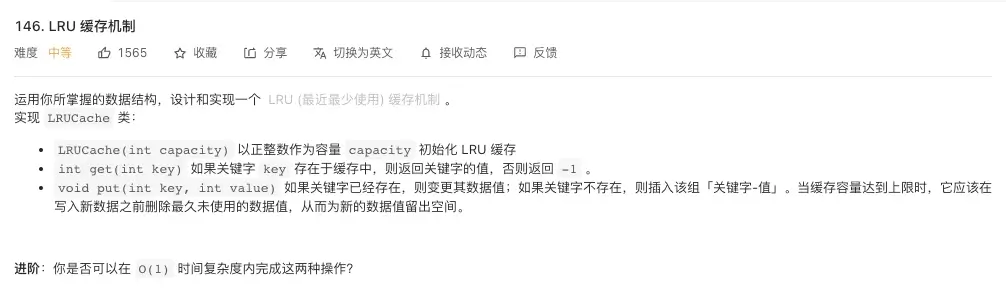 146. LRU 缓存机制
难度 中等 1565 收藏 分享 切换为英文 接收动态 反馈
运用你所掌握的数据结构，设计和实现一个 LRU (最近最少使用) 缓存机制 。
实现 LRUCache 类：
• LRUCache(int capacity) 以正整数作为容量 capacity 初始化 LRU 缓存
• int get(int key) 如果关键字 key 存在于缓存中，则返回关键字的值，否则返回 -1 。
• void put(int key, int value) 如果关键字已经存在，则变更其数据值；如果关键字不存在，则插入该组「关键字-值」。当缓存容量达到上限时，它应该在
写入新数据之前删除最久未使用的数据值，从而为新的数据值留出空间。
进阶：你是否可以在 O(1) 时间复杂度内完成这两种操作？